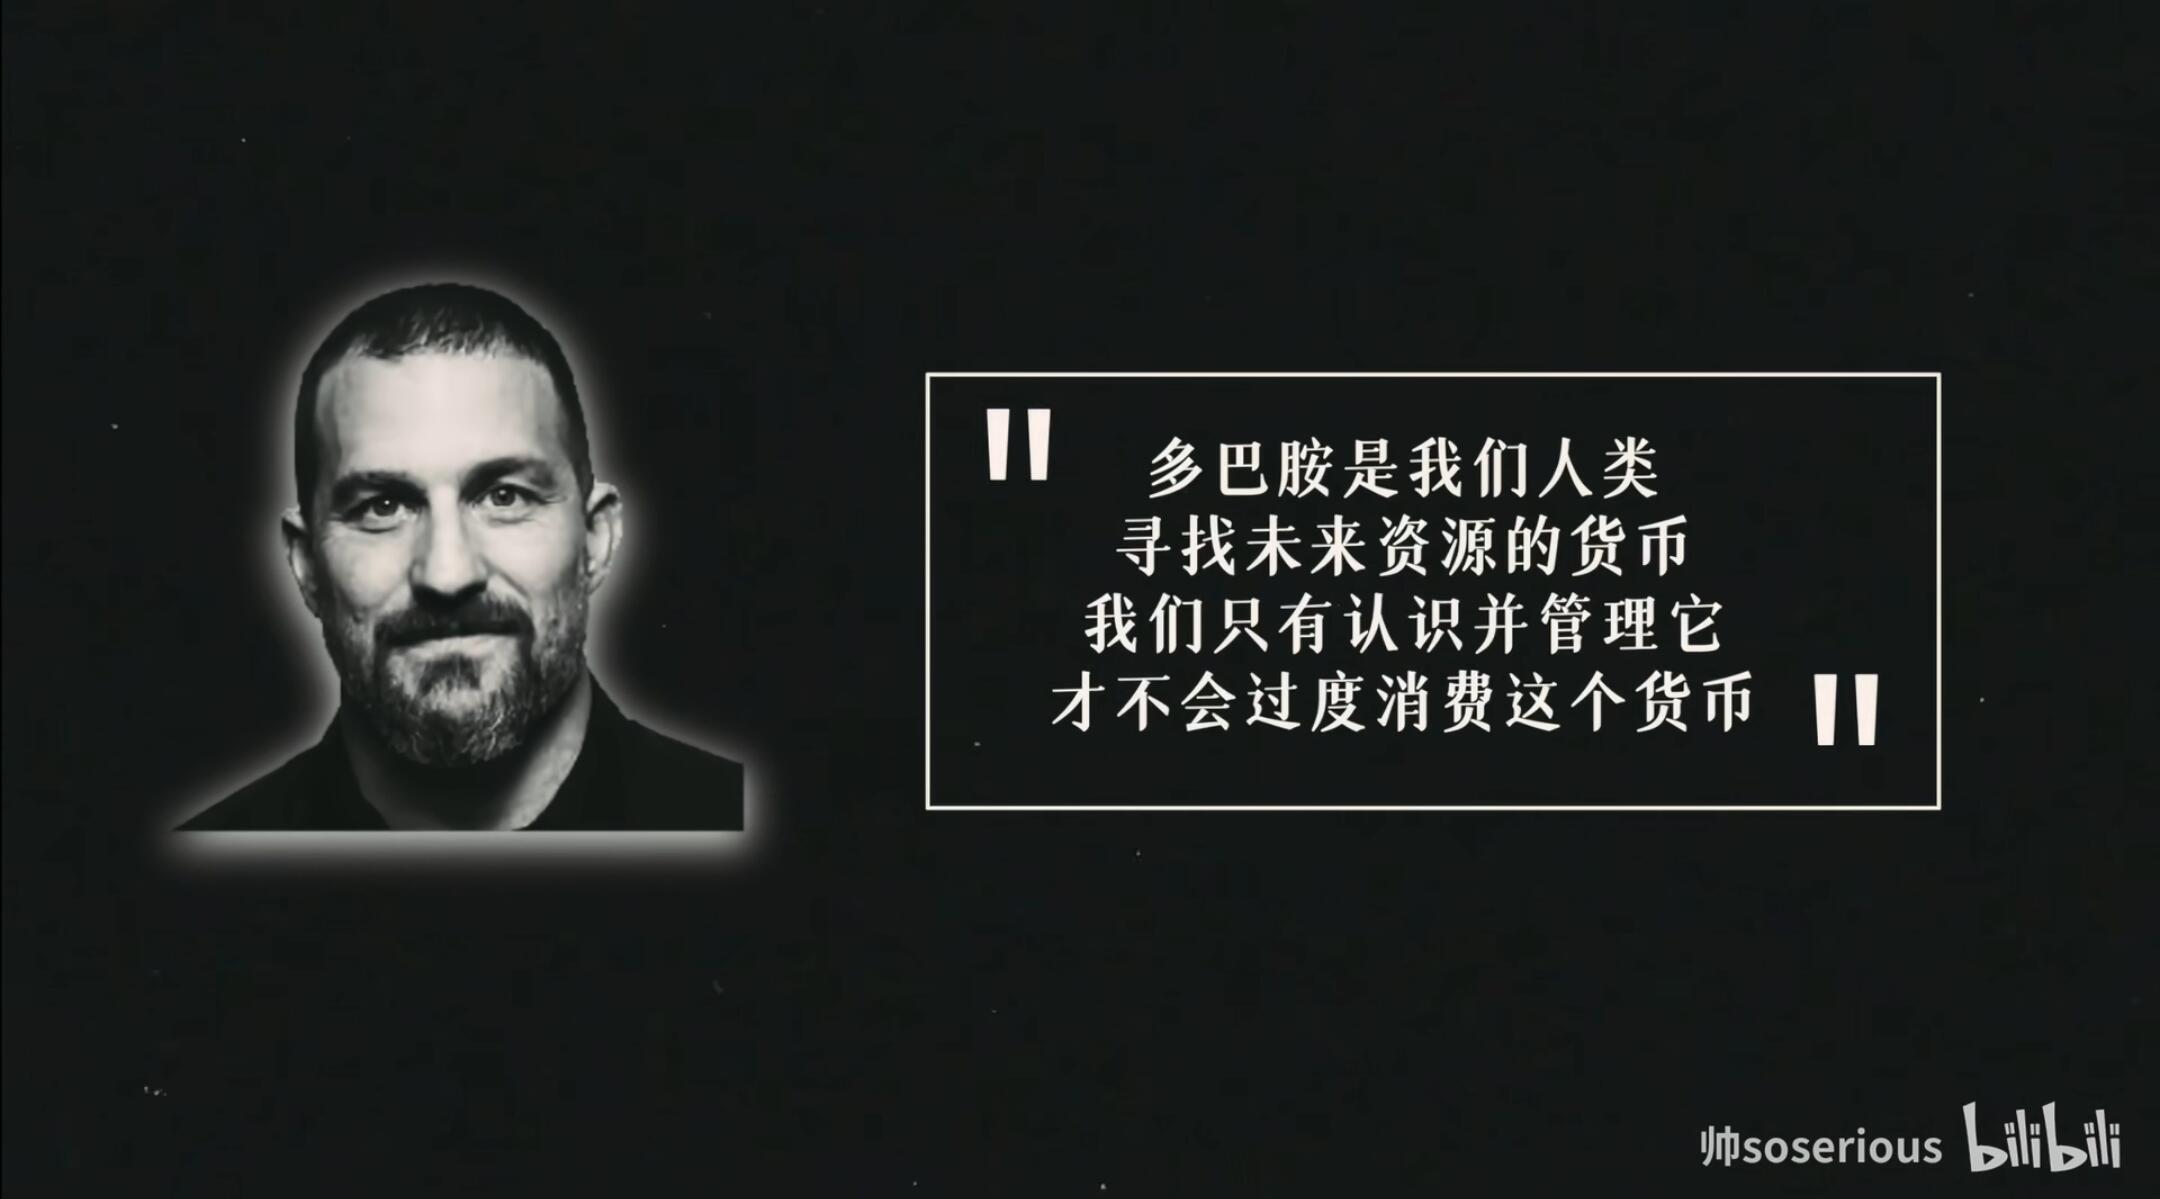 "多巴胺是我们人类
寻找未来资源的货币
我们只有认识并管理它
才不会过度消费这个货币"
帅soserious bilibili